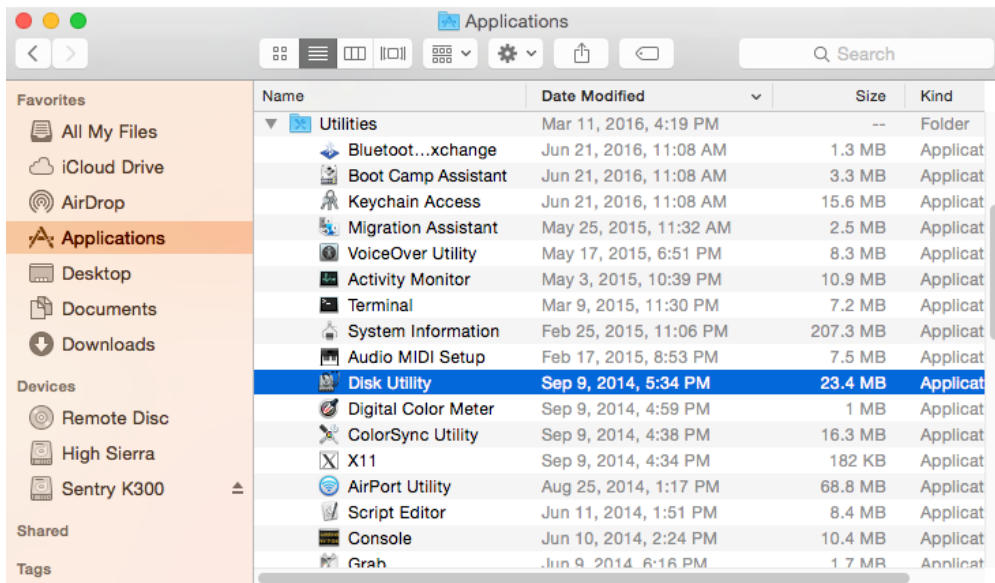 Applications
Search
Favorites
All My Files
iCloud Drive
AirDrop
Applications
Desktop
Documents
Downloads
Devices
Remote Disc
High Sierra
Sentry K300
Shared
Tags
Name Date Modified Size Kind
Utilities Mar 11, 2016, 4:19 PM -- Folder
Bluetoot...xchange Jun 21, 2016, 11:08 AM 1.3 MB Applicat
Boot Camp Assistant Jun 21, 2016, 11:08 AM 3.3 MB Applicat
Keychain Access Jun 21, 2016, 11:08 AM 15.6 MB Applicat
Migration Assistant May 25, 2015, 11:32 AM 2.5 MB Applicat
VoiceOver Utility May 17, 2015, 6:51 PM 8.3 MB Applicat
Activity Monitor May 3, 2015, 10:39 PM 10.9 MB Applicat
Terminal Mar 9, 2015, 11:30 PM 7.2 MB Applicat
System Information Feb 25, 2015, 11:06 PM 207.3 MB Applicat
Audio MIDI Setup Feb 17, 2015, 8:53 PM 7.5 MB Applicat
Disk Utility Sep 9, 2014, 5:34 PM 23.4 MB Applicat
Digital Color Meter Sep 9, 2014, 4:59 PM 1 MB Applicat
ColorSync Utility Sep 9, 2014, 4:38 PM 16.3 MB Applicat
X11 Sep 9, 2014, 4:34 PM 182 KB Applicat
AirPort Utility Aug 25, 2014, 1:17 PM 68.8 MB Applicat
Script Editor Jun 11, 2014, 1:51 PM 8.4 MB Applicat
Console Jun 10, 2014, 2:24 PM 10.4 MB Applicat
Grab Jun 9, 2014, 6:16 PM 1.7 MB Applicat